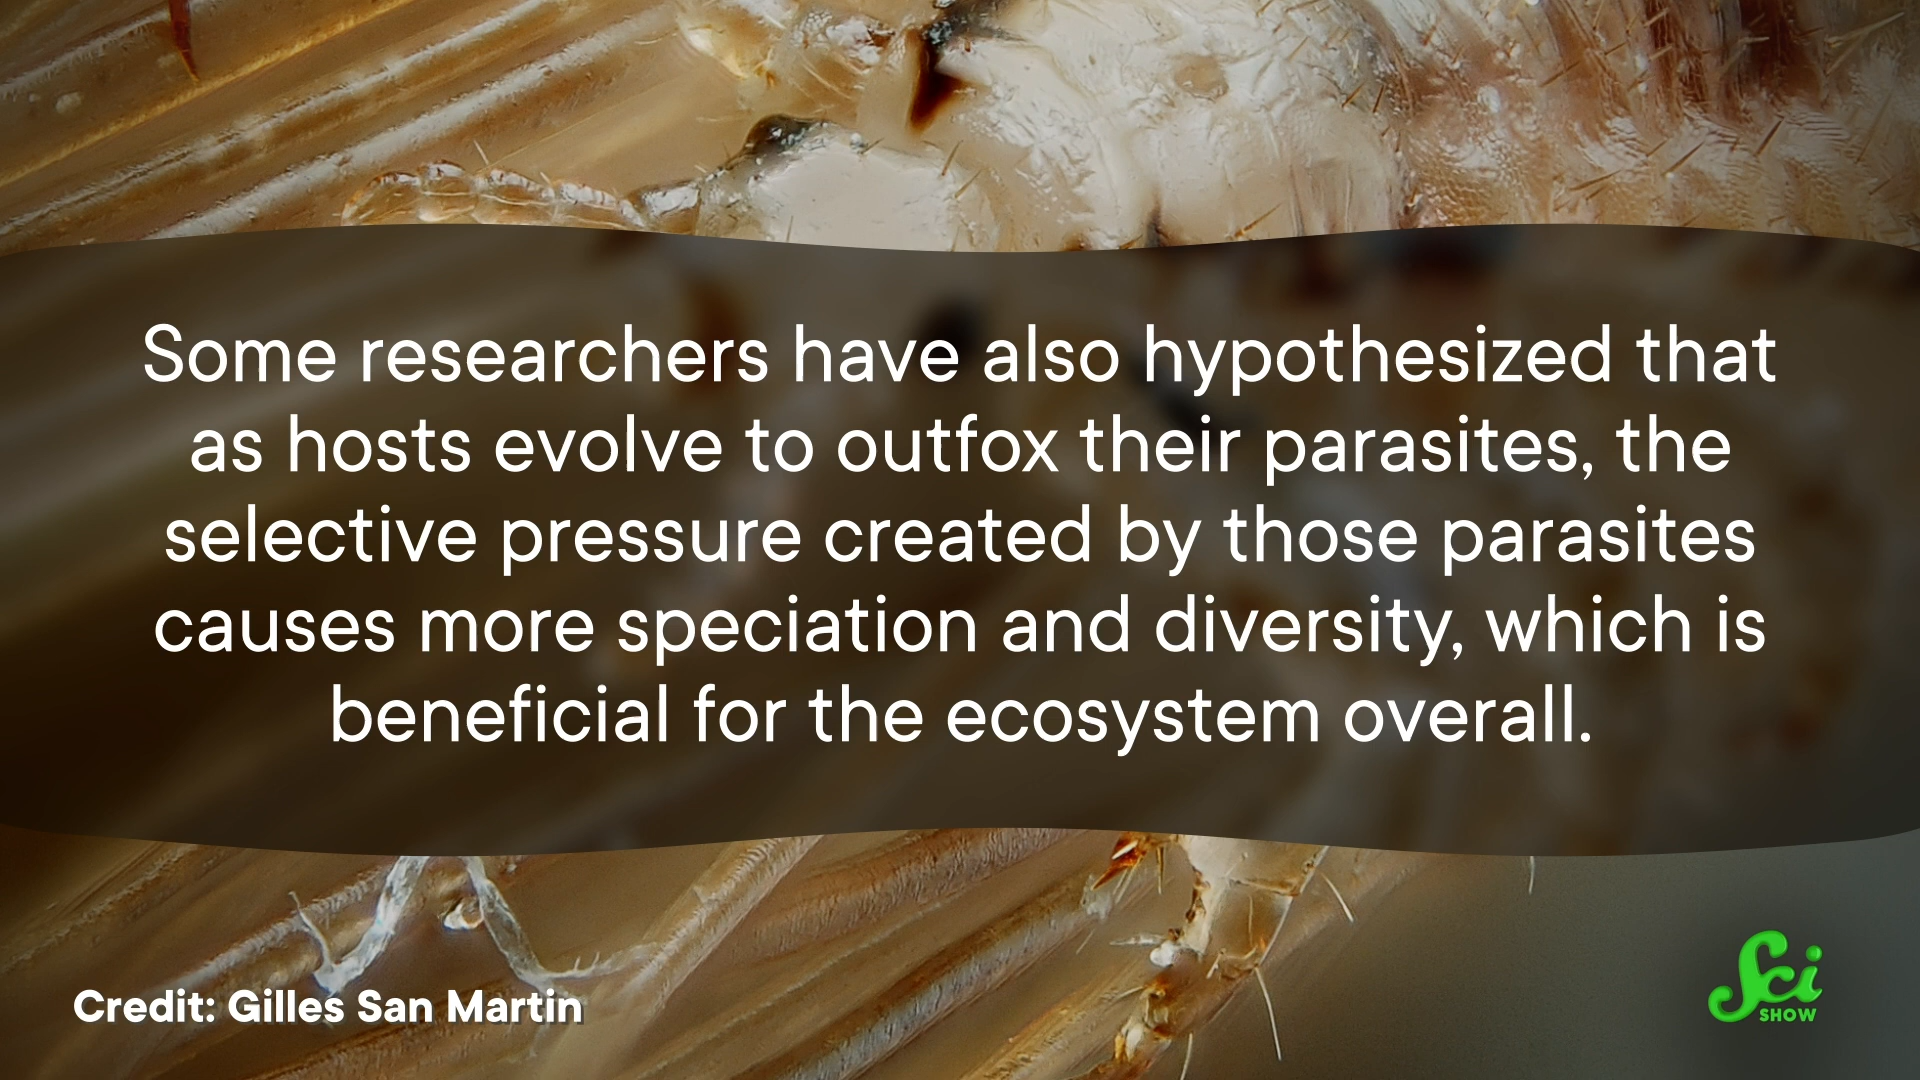 Some researchers have also hypothesized that
as hosts evolve to outfox their parasites, the
selective pressure created by those parasites
causes more speciation and diversity, which is
beneficial for the ecosystem overall.
Credit: Gilles San Martin
Sci
SHOW